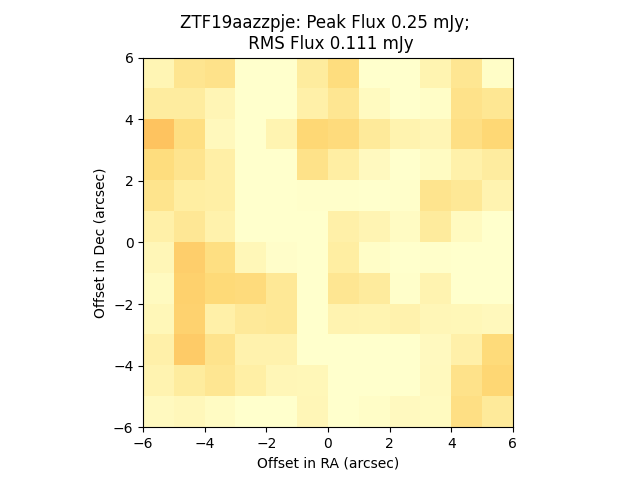 ZTF19aazzpje: Peak Flux 0.25 mJy;
RMS Flux 0.111 mJy
6
4
2
0
−2
−4
−6
Offset in Dec (arcsec)
−6 −4 −2 0 2 4 6
Offset in RA (arcsec)